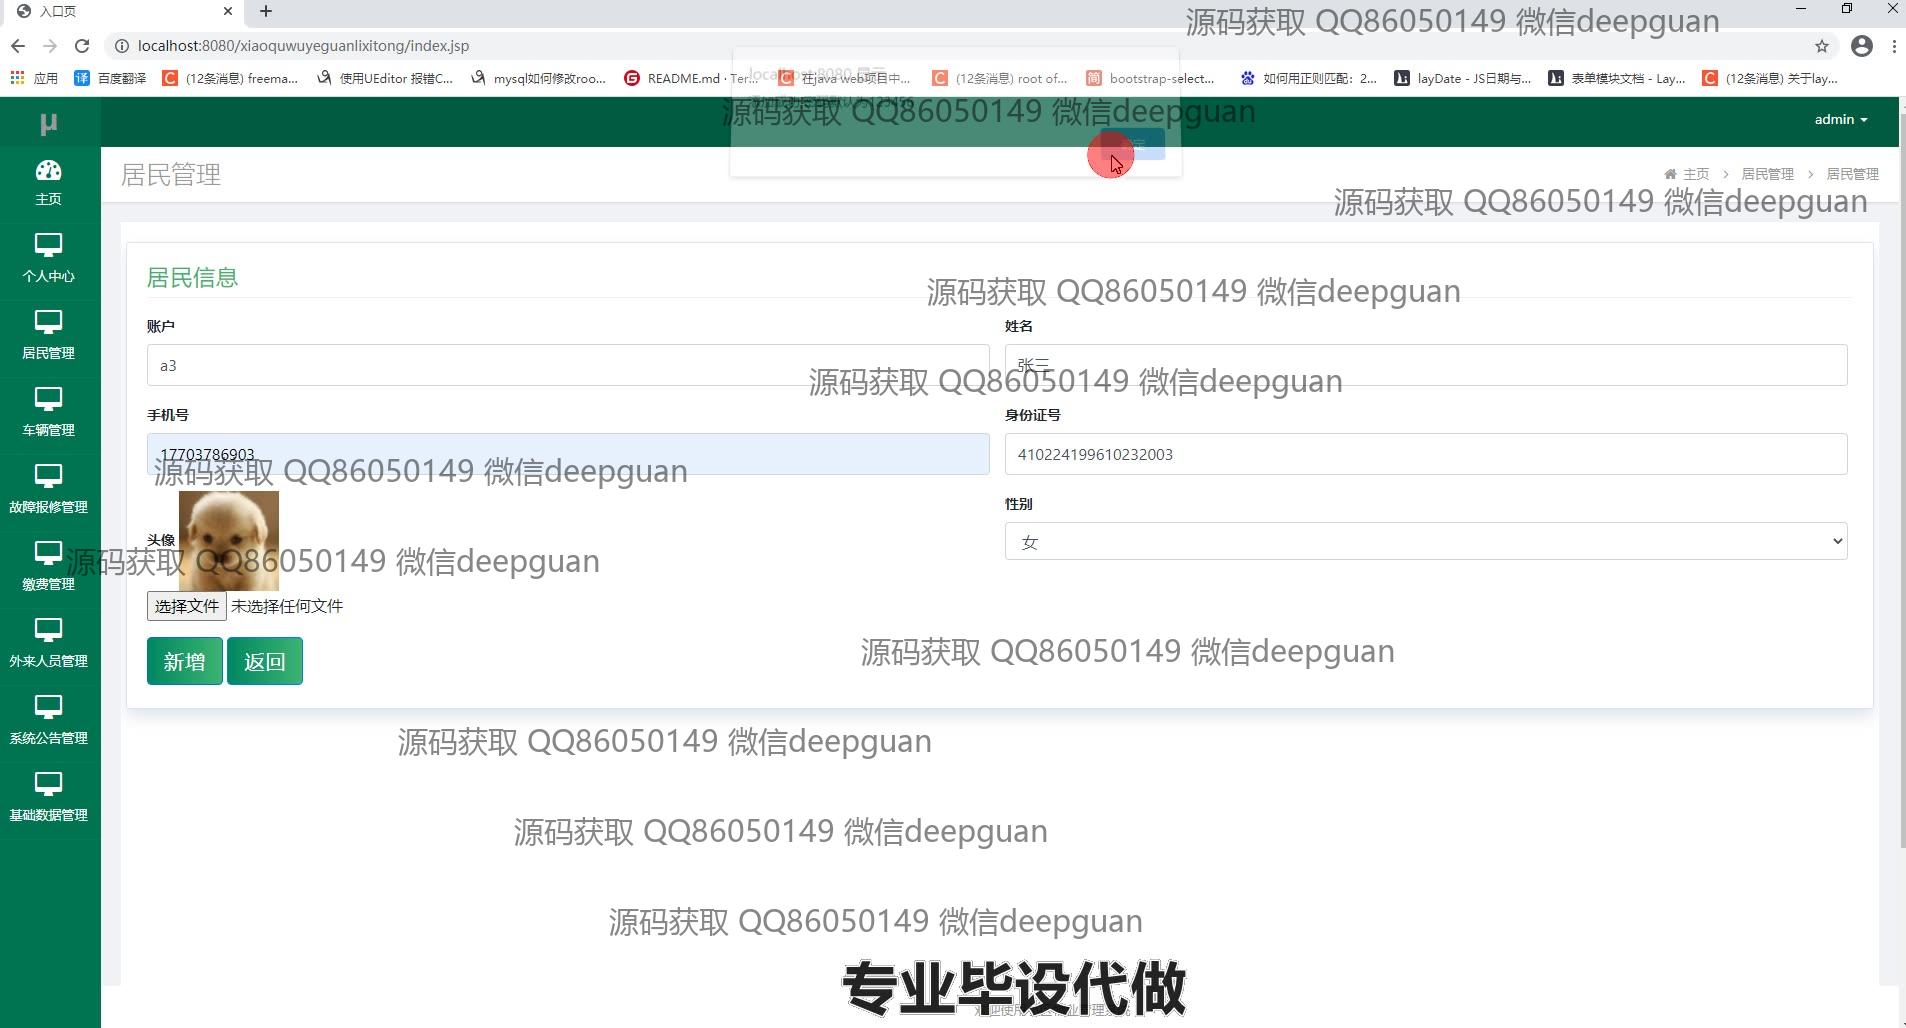 入口页
源码获取 QQ86050149 微信deepguan
localhost:8080/xiaoquwuyeguanlixitong/index.jsp
应用
百度翻译
(12条消息) freema...
使用UEditor 报错C...
mysql如何修改roo...
README.md · Ter...
在java web项目中...
(12条消息) root of...
bootstrap-select...
如何用正则匹配：2...
layDate - JS日期与...
表单模块文档 - Lay...
(12条消息) 关于lay...
源码获取 QQ86050149 微信deepguan
admin
μ
居民管理
主页 > 居民管理 > 居民管理
源码获取 QQ86050149 微信deepguan
主页
个人中心
居民管理
车辆管理
故障报修管理
缴费管理
外来人员管理
系统公告管理
基础数据管理
居民信息
源码获取 QQ86050149 微信deepguan
账户
姓名
a3
张三
源码获取 QQ86050149 微信deepguan
手机号
身份证号
17703786903
410224199610232003
源码获取 QQ86050149 微信deepguan
头像
性别
女
源码获取 QQ86050149 微信deepguan
选择文件 未选择任何文件
新增
返回
源码获取 QQ86050149 微信deepguan
源码获取 QQ86050149 微信deepguan
源码获取 QQ86050149 微信deepguan
源码获取 QQ86050149 微信deepguan
专业毕设代做